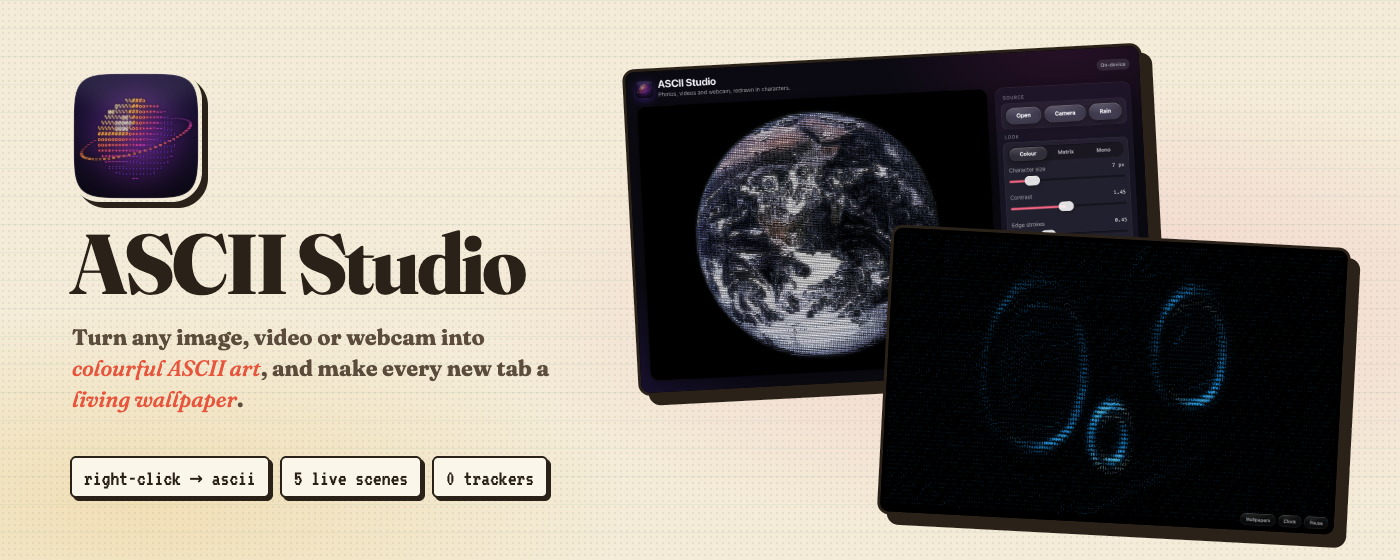 ASCII Studio
Turn any image, video or webcam into
colourful ASCII art, and make every new tab a
living wallpaper.
right-click → ascii
5 live scenes
0 trackers
ASCII Studio
Photos, videos and webcam, redrawn in characters.
On-device
SOURCE
Open
Camera
Rain
LOOK
Colour
Matrix
Mono
Character size
7 px
Contrast
1.45
Edge strokes
0.45
Wallpapers
Clock
Pause